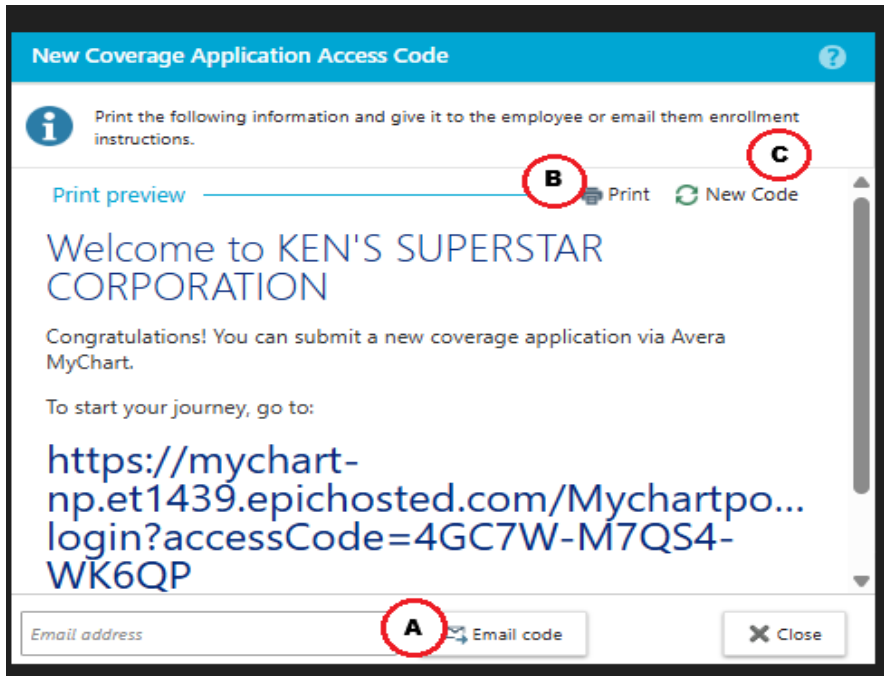 New Coverage Application Access Code
?
i
Print the following information and give it to the employee or email them enrollment
instructions.
C
B
Print preview
Print
New Code
Welcome to KEN'S SUPERSTAR
CORPORATION
Congratulations! You can submit a new coverage application via Avera
MyChart.
To start your journey, go to:
https://mychart-
np.et1439.epichosted.com/Mychartpo...
login?accessCode=4GC7W-M7QS4-
WK6QP
Email address
A
Email code
Close